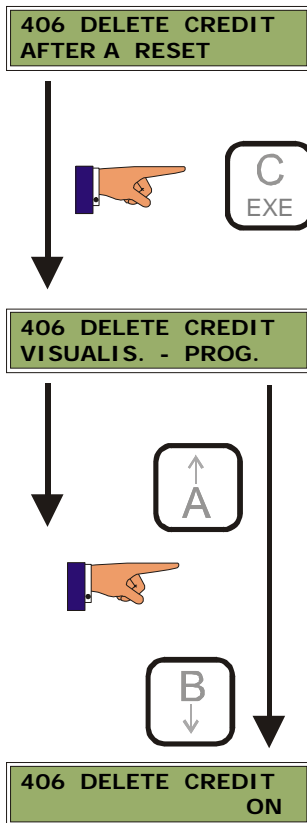 406 DELETE CREDIT
AFTER A RESET
C
EXE
406 DELETE CREDIT
VISUALIS. - PROG.
A
B
406 DELETE CREDIT
ON